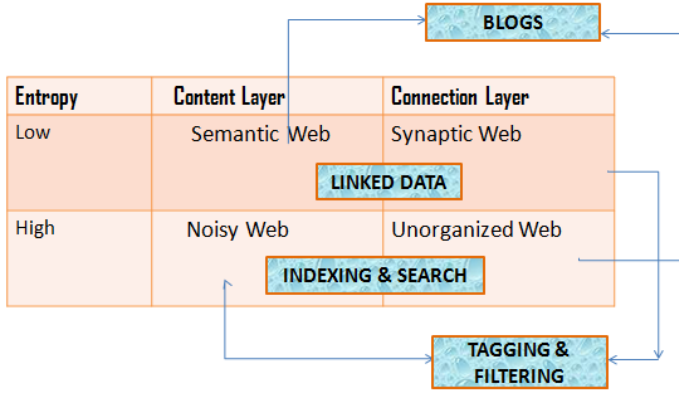 BLOGS
Entropy Content Layer Connection Layer
Low Semantic Web Synaptic Web
LINKED DATA
High Noisy Web Unorganized Web
INDEXING & SEARCH
TAGGING &
FILTERING